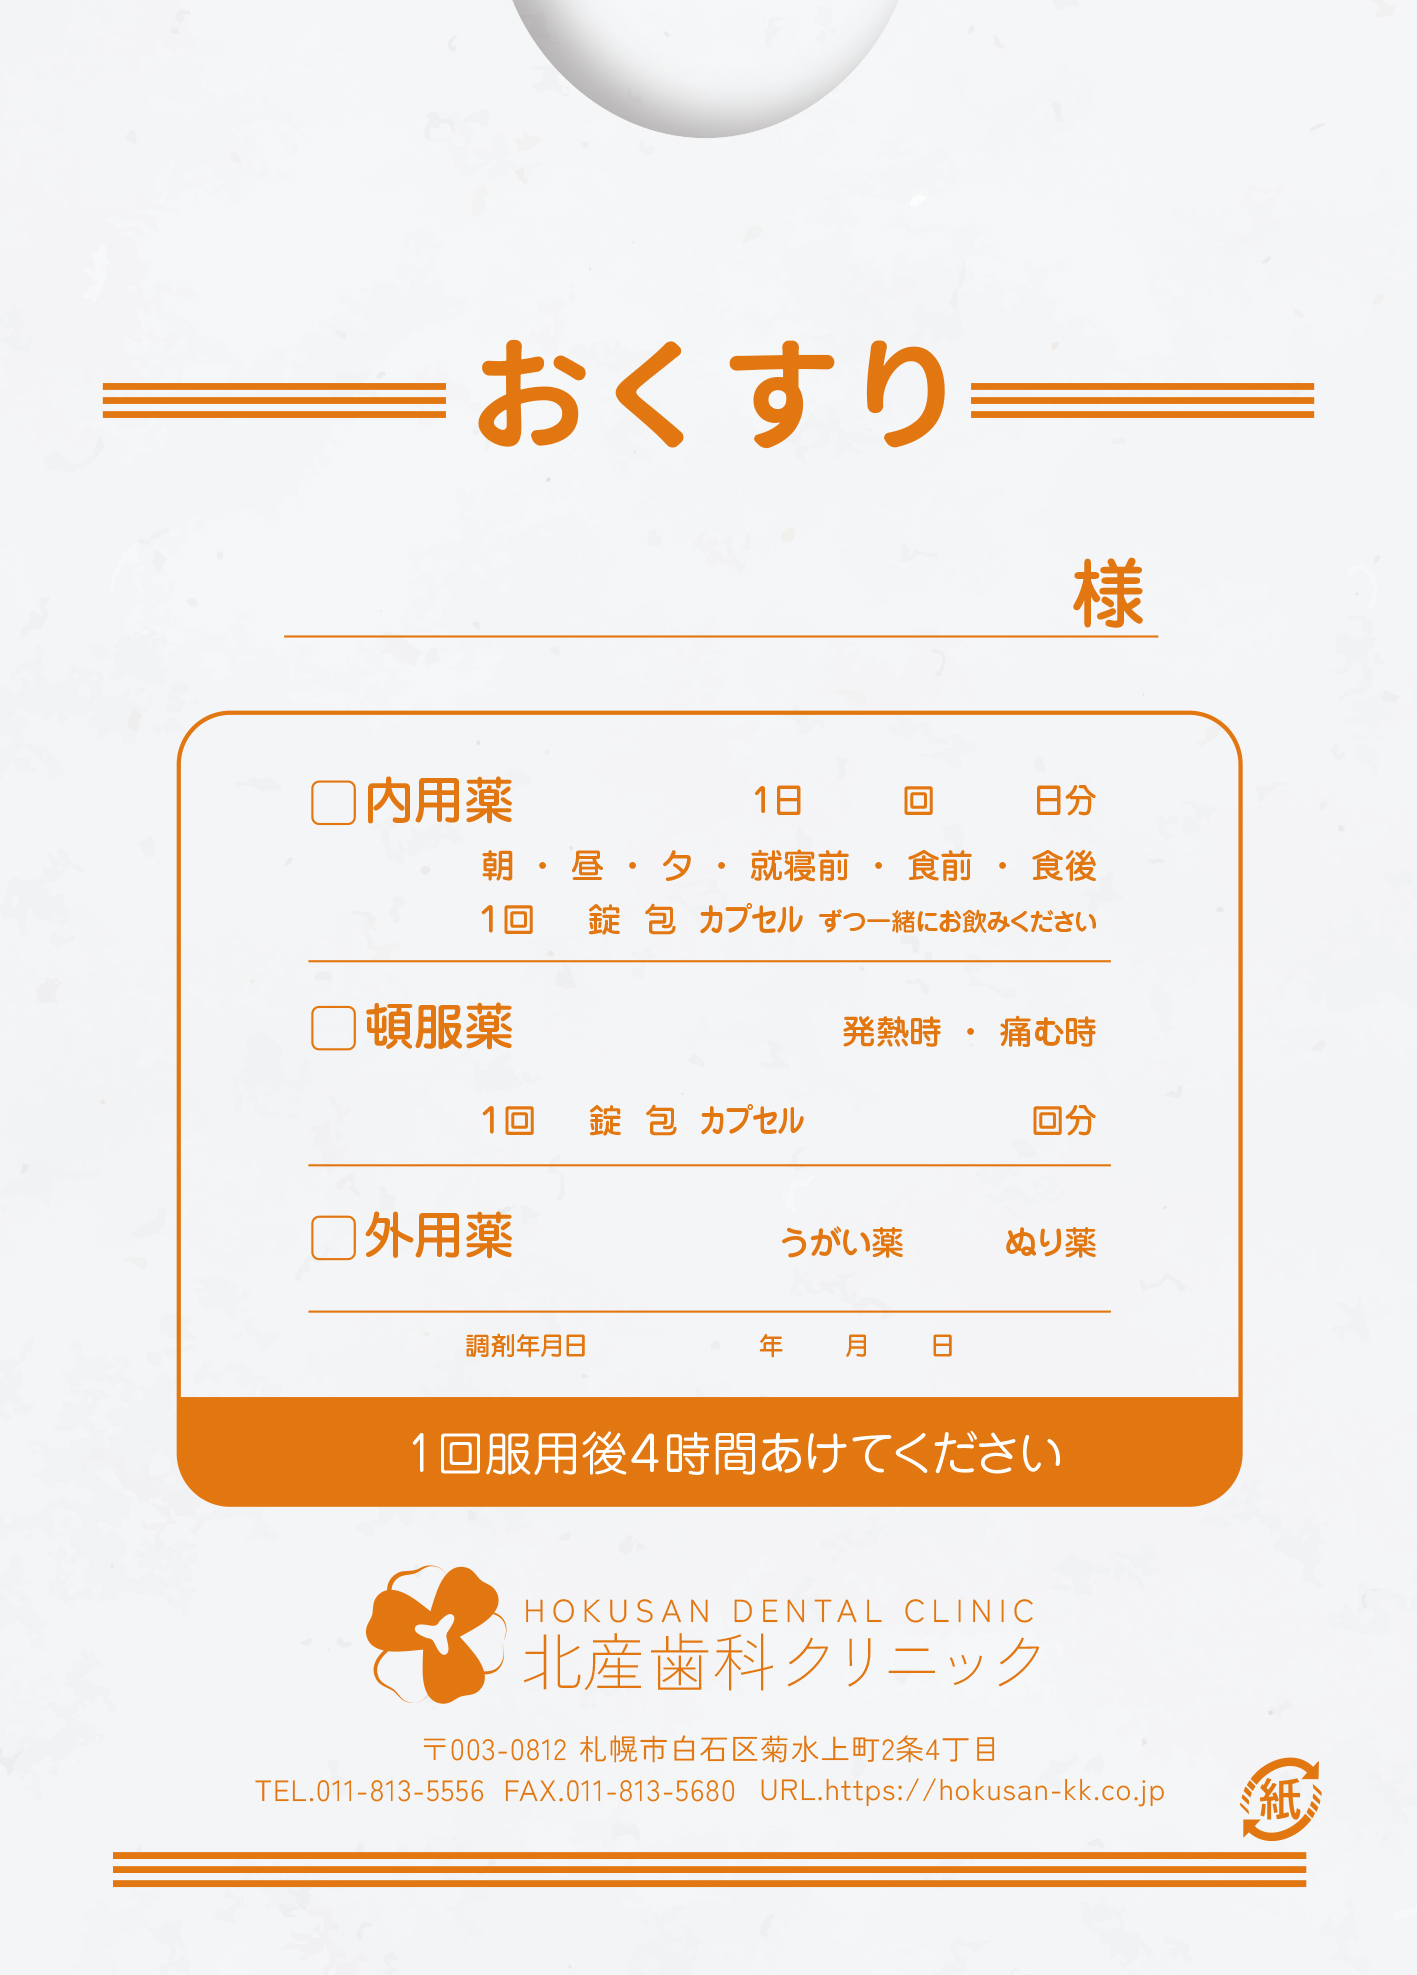 おくすり
様
内用薬 1日 回 日分
朝 ・ 昼 ・ 夕 ・ 就寝前 ・ 食前 ・ 食後
1回 錠 包 カプセル ずつ一緒にお飲みください
頓服薬 発熱時 ・ 痛む時
1回 錠 包 カプセル 回分
外用薬 うがい薬 ぬり薬
調剤年月日 年 月 日
1回服用後4時間あけてください
HOKUSAN DENTAL CLINIC
北産歯科クリニック
〒003-0812 札幌市白石区菊水上町2条4丁目
TEL.011-813-5556 FAX.011-813-5680 URL.https://hokusan-kk.co.jp
紙